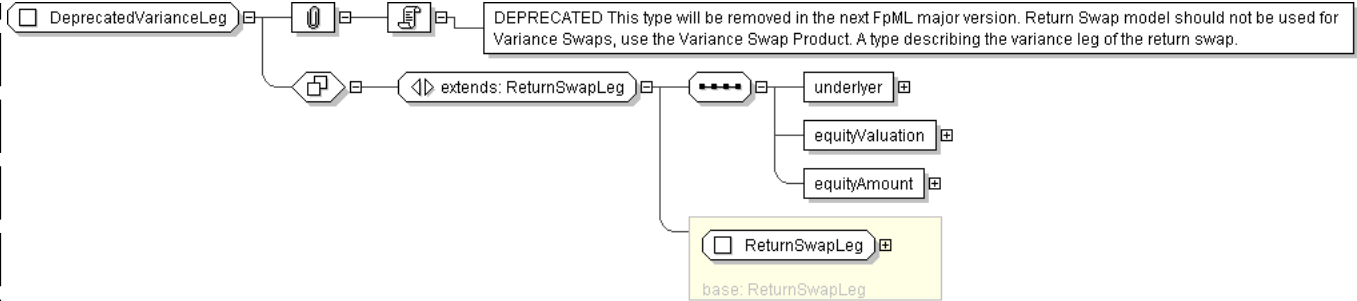 DeprecatedVarianceLeg
DEPRECATED This type will be removed in the next FpML major version. Return Swap model should not be used for
Variance Swaps, use the Variance Swap Product. A type describing the variance leg of the return swap.
extends: ReturnSwapLeg
underlyer
equityValuation
equityAmount
ReturnSwapLeg
base: ReturnSwapLeg